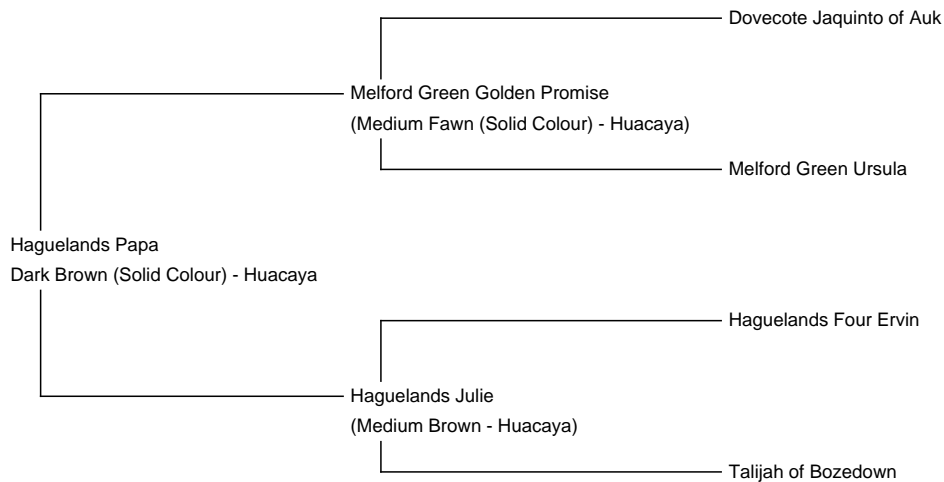 Dovecote Jaquinto of Auk
Melford Green Golden Promise
(Medium Fawn (Solid Colour) - Huacaya)
Melford Green Ursula
Haguelands Papa
Dark Brown (Solid Colour) - Huacaya
Haguelands Four Ervin
Haguelands Julie
(Medium Brown - Huacaya)
Talijah of Bozedown